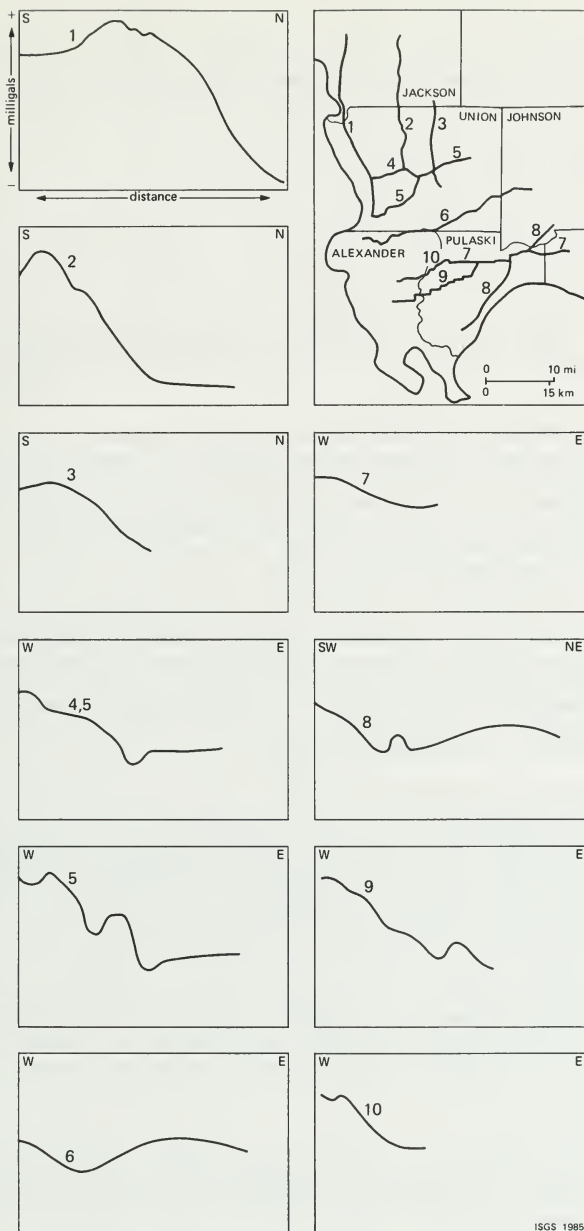 S N
+
milligals
−
1
distance
JACKSON
UNION JOHNSON
1 2 3
4 5
5
6
ALEXANDER PULASKI
8
10 7 7
9
8
0 10 mi
0 15 km
S N
2
S N
3
W E
7
W E
4,5
SW NE
8
W E
5
W E
9
W E
6
W E
10
ISGS 1985